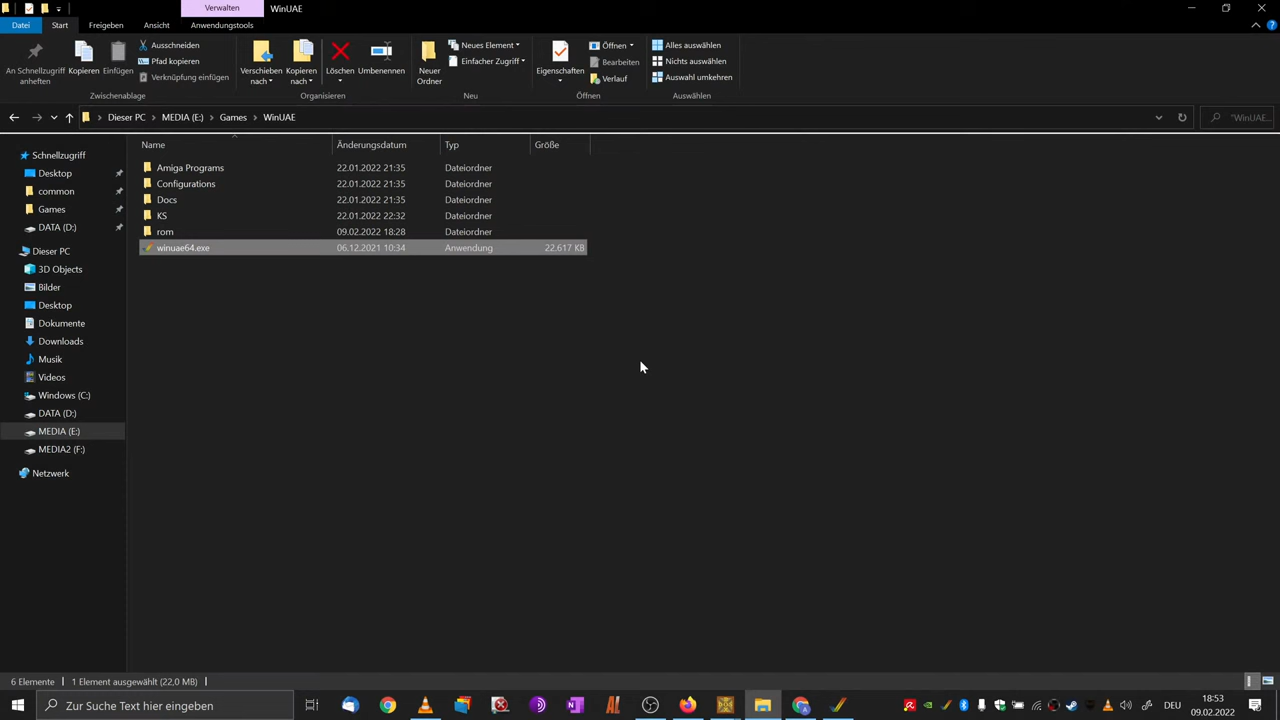 Verwalten WinUAE
Datei Start Freigeben Ansicht Anwendungstools
An Schnellzugriff anheften
Kopieren
Einfügen
Ausschneiden
Pfad kopieren
Verknüpfung einfügen
Zwischenablage
Verschieben nach
Kopieren nach
Löschen
Umbenennen
Organisieren
Neuer Ordner
Neues Element
Einfacher Zugriff
Neu
Eigenschaften
Öffnen
Bearbeiten
Verlauf
Öffnen
Alles auswählen
Nichts auswählen
Auswahl umkehren
Auswählen
Dieser PC > MEDIA (E:) > Games > WinUAE
"WinUAE...
Name Änderungsdatum Typ Größe
Amiga Programs 22.01.2022 21:35 Dateiordner
Configurations 22.01.2022 21:35 Dateiordner
Docs 22.01.2022 21:35 Dateiordner
KS 22.01.2022 22:32 Dateiordner
rom 09.02.2022 18:28 Dateiordner
winuae64.exe 06.12.2021 10:34 Anwendung 22.617 KB
Schnellzugriff
Desktop
common
Games
DATA (D:)
Dieser PC
3D Objects
Bilder
Desktop
Dokumente
Downloads
Musik
Videos
Windows (C:)
DATA (D:)
MEDIA (E:)
MEDIA2 (F:)
Netzwerk
6 Elemente 1 Element ausgewählt (22,0 MB)
Zur Suche Text hier eingeben
DEU
18:53
09.02.2022